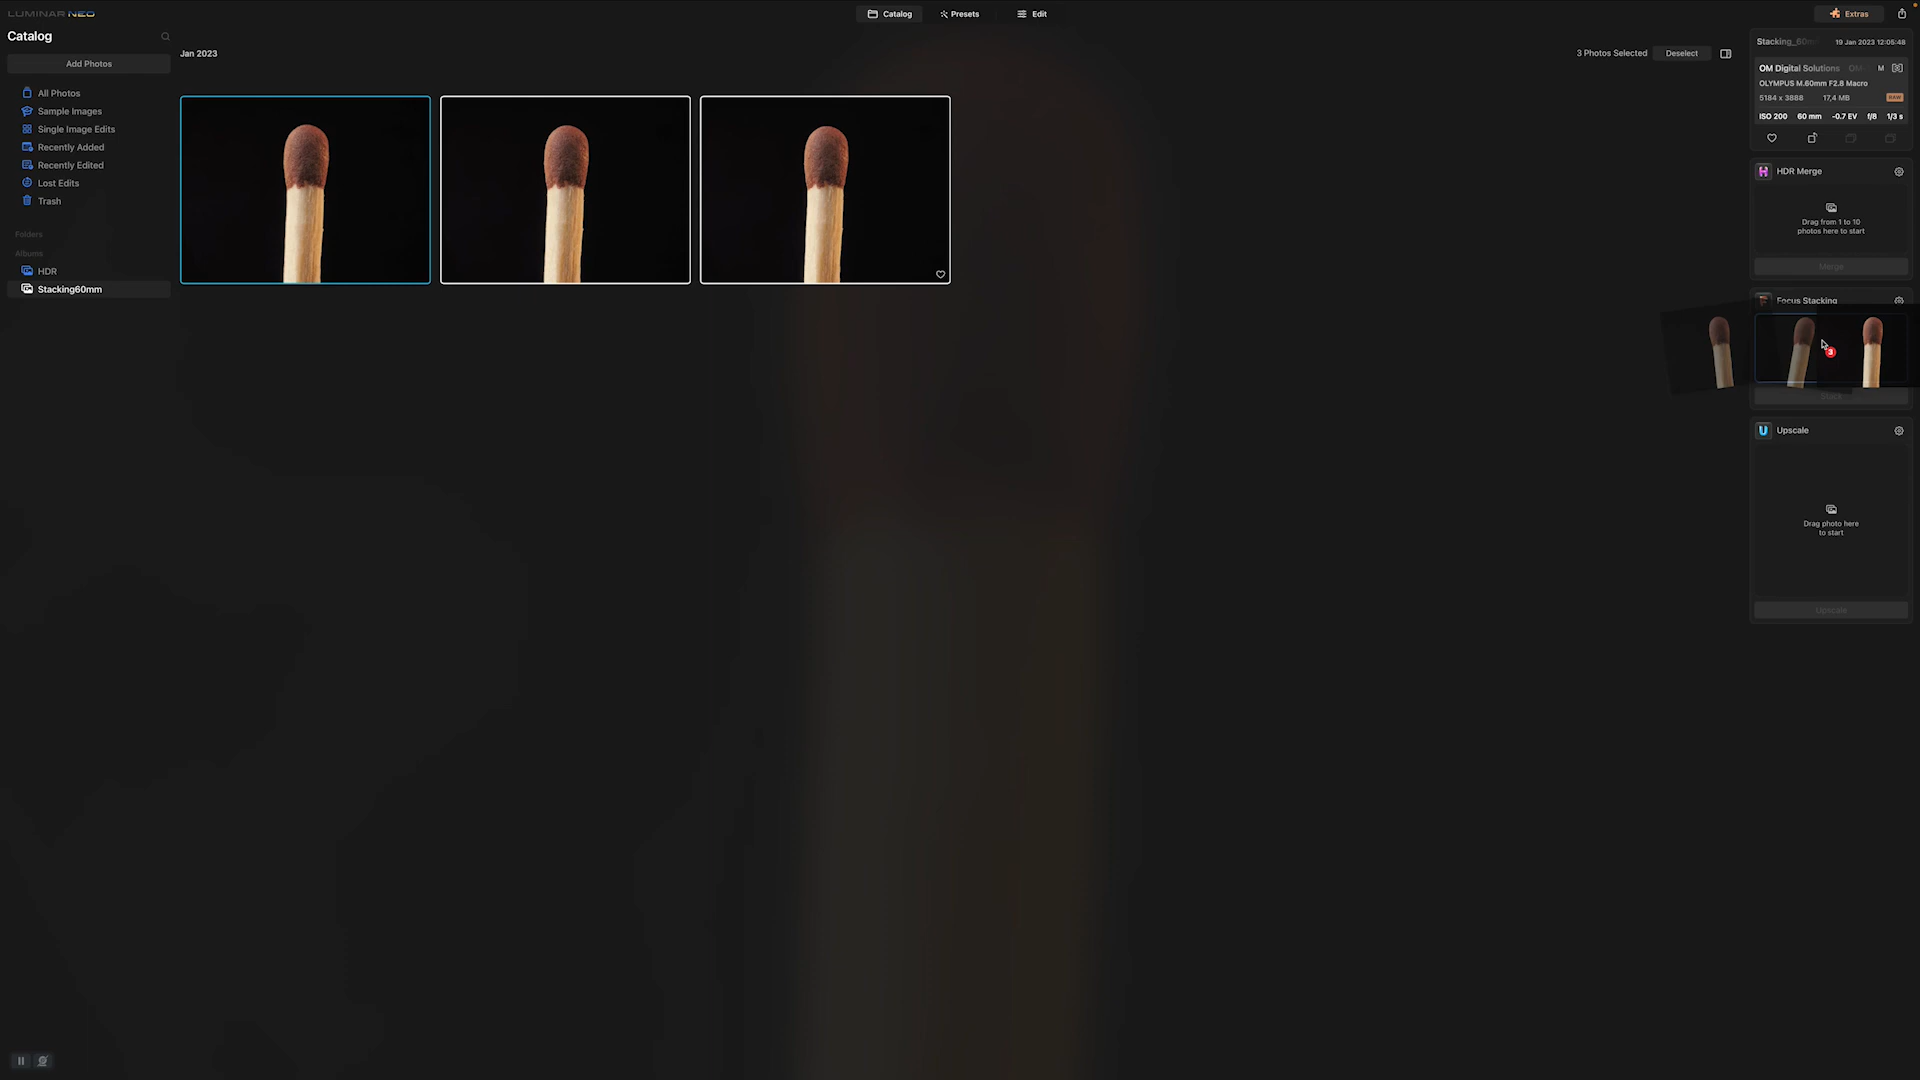 LUMINAR NEO
Catalog
Presets
Edit
Extras
Catalog
Add Photos
All Photos
Sample Images
Single Image Edits
Recently Added
Recently Edited
Lost Edits
Trash
Folders
Albums
HDR
Stacking60mm
Jan 2023
3 Photos Selected
Deselect
Stacking_60m
19 Jan 2023 12:05:48
OM Digital Solutions OM
M
OLYMPUS M.60mm F2.8 Macro
5184 x 3888 17,4 MB
RAW
ISO 200 60 mm -0.7 EV f/8 1/3 s
HDR Merge
Drag from 1 to 10
photos here to start
Merge
Focus Stacking
3
Stack
Upscale
Drag photo here
to start
Upscale